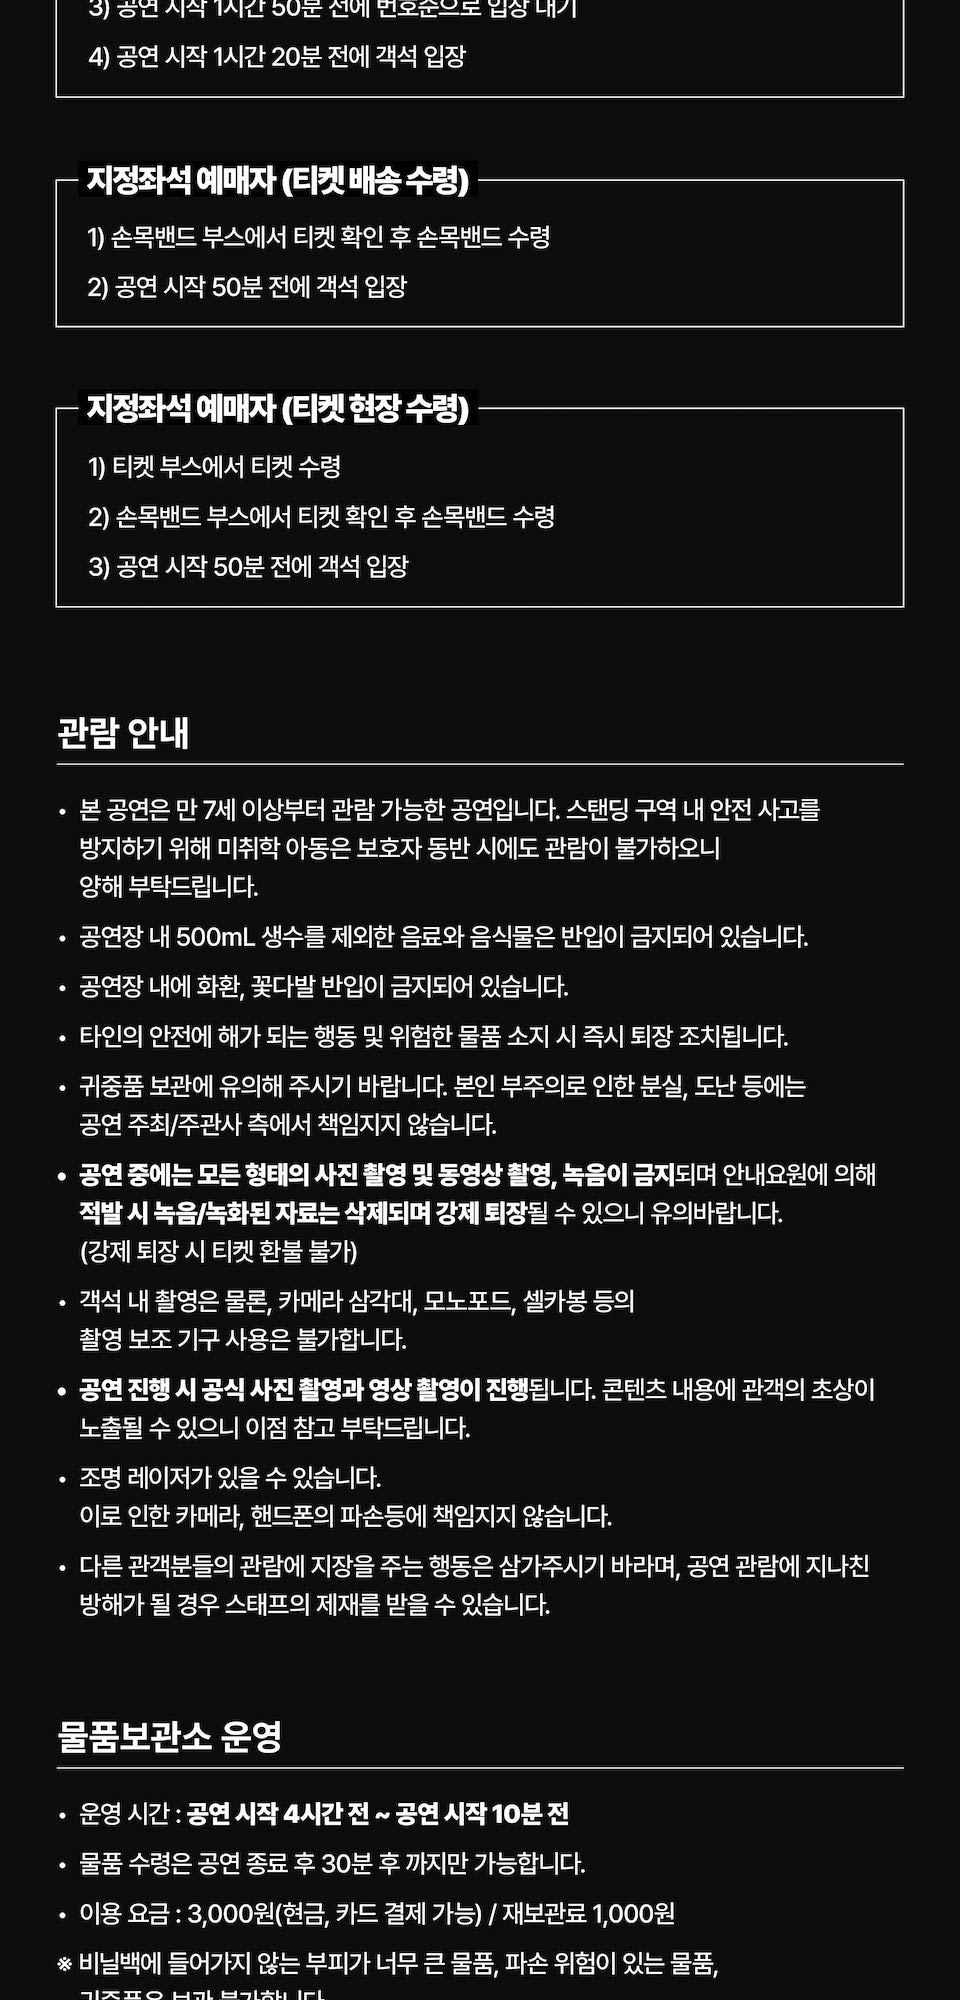 3) 공연 시작 1시간 50분 전에 번호순으로 입장 대기
4) 공연 시작 1시간 20분 전에 객석 입장
지정좌석 예매자 (티켓 배송 수령)
1) 손목밴드 부스에서 티켓 확인 후 손목밴드 수령
2) 공연 시작 50분 전에 객석 입장
지정좌석 예매자 (티켓 현장 수령)
1) 티켓 부스에서 티켓 수령
2) 손목밴드 부스에서 티켓 확인 후 손목밴드 수령
3) 공연 시작 50분 전에 객석 입장
관람 안내
• 본 공연은 만 7세 이상부터 관람 가능한 공연입니다. 스탠딩 구역 내 안전 사고를
방지하기 위해 미취학 아동은 보호자 동반 시에도 관람이 불가하오니
양해 부탁드립니다.
• 공연장 내 500mL 생수를 제외한 음료와 음식물은 반입이 금지되어 있습니다.
• 공연장 내에 화환, 꽃다발 반입이 금지되어 있습니다.
• 타인의 안전에 해가 되는 행동 및 위험한 물품 소지 시 즉시 퇴장 조치됩니다.
• 귀중품 보관에 유의해 주시기 바랍니다. 본인 부주의로 인한 분실, 도난 등에는
공연 주최/주관사 측에서 책임지지 않습니다.
• 공연 중에는 모든 형태의 사진 촬영 및 동영상 촬영, 녹음이 금지되며 안내요원에 의해
적발 시 녹음/녹화된 자료는 삭제되며 강제 퇴장될 수 있으니 유의바랍니다.
(강제 퇴장 시 티켓 환불 불가)
• 객석 내 촬영은 물론, 카메라 삼각대, 모노포드, 셀카봉 등의
촬영 보조 기구 사용은 불가합니다.
• 공연 진행 시 공식 사진 촬영과 영상 촬영이 진행됩니다. 콘텐츠 내용에 관객의 초상이
노출될 수 있으니 이점 참고 부탁드립니다.
• 조명 레이저가 있을 수 있습니다.
이로 인한 카메라, 핸드폰의 파손등에 책임지지 않습니다.
• 다른 관객분들의 관람에 지장을 주는 행동은 삼가주시기 바라며, 공연 관람에 지나친
방해가 될 경우 스태프의 제재를 받을 수 있습니다.
물품보관소 운영
• 운영 시간 : 공연 시작 4시간 전 ~ 공연 시작 10분 전
• 물품 수령은 공연 종료 후 30분 후 까지만 가능합니다.
• 이용 요금 : 3,000원(현금, 카드 결제 가능) / 재보관료 1,000원
※ 비닐백에 들어가지 않는 부피가 너무 큰 물품, 파손 위험이 있는 물품,
귀중품은 보관 불가합니다.